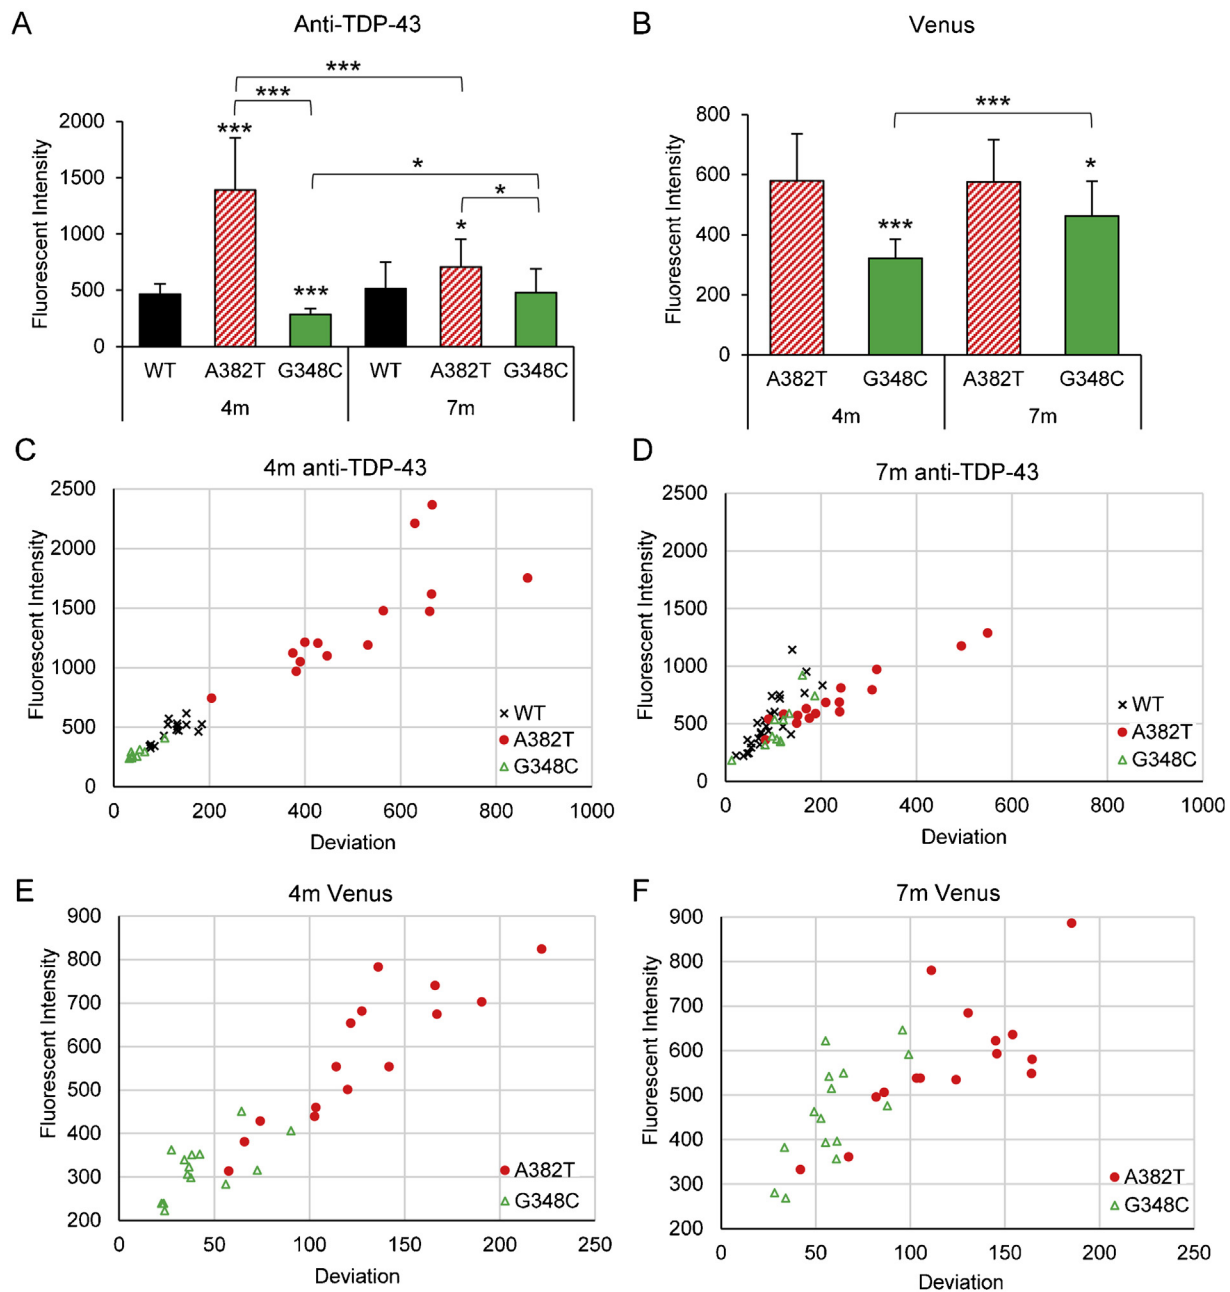 A
Anti-TDP-43
***
***
***
*
*
*
***
Fluorescent Intensity
2000
1500
1000
500
0
WT A382T G348C WT A382T G348C
4m 7m
B
Venus
***
*
***
Fluorescent Intensity
800
600
400
200
0
A382T G348C A382T G348C
4m 7m
C
4m anti-TDP-43
Fluorescent Intensity
2500
2000
1500
1000
500
0
WT
A382T
G348C
0 200 400 600 800 1000
Deviation
D
7m anti-TDP-43
Fluorescent Intensity
2500
2000
1500
1000
500
0
WT
A382T
G348C
0 200 400 600 800 1000
Deviation
E
4m Venus
Fluorescent Intensity
900
800
700
600
500
400
300
200
A382T
G348C
0 50 100 150 200 250
Deviation
F
7m Venus
Fluorescent Intensity
900
800
700
600
500
400
300
200
A382T
G348C
0 50 100 150 200 250
Deviation